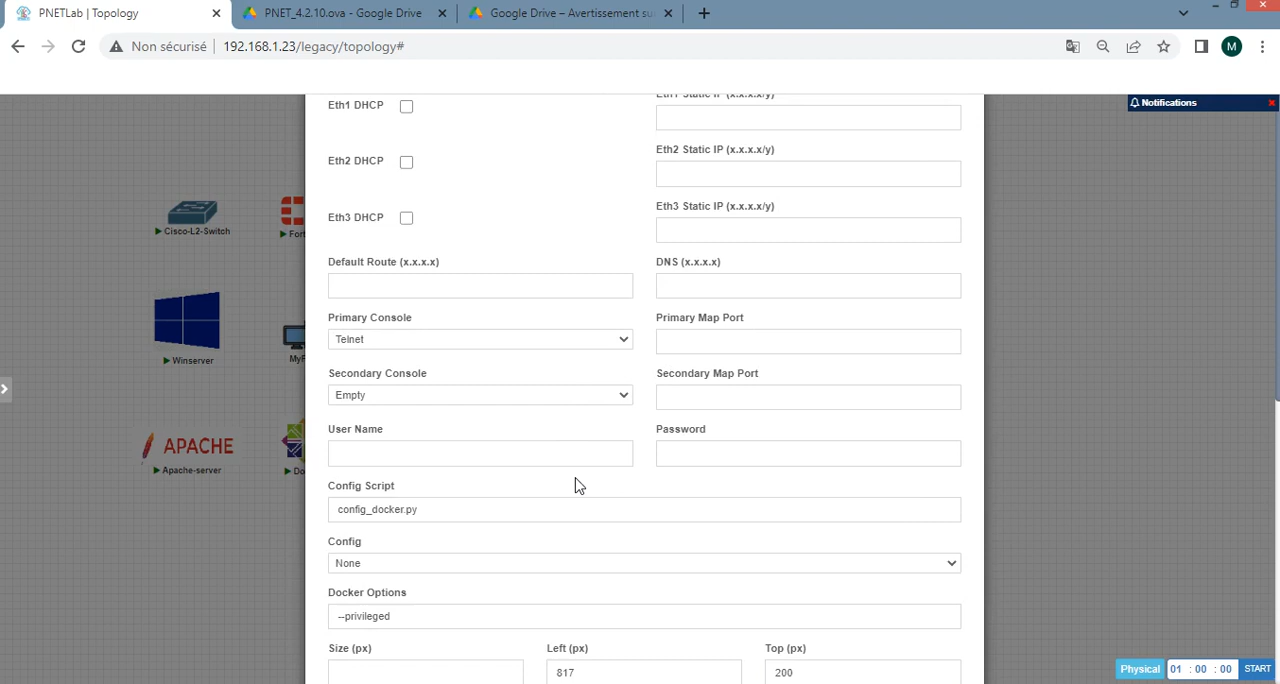 PNETLab | Topology
PNET_4.2.10.ova - Google Drive
Google Drive – Avertissement su
Non sécurisé
192.168.1.23/legacy/topology#
M
Notifications
Eth1 DHCP
Eth1 Static IP (x.x.x.x/y)
Eth2 DHCP
Eth2 Static IP (x.x.x.x/y)
Eth3 DHCP
Eth3 Static IP (x.x.x.x/y)
Cisco-L2-Switch
Fort
Default Route (x.x.x.x)
DNS (x.x.x.x)
Primary Console
Primary Map Port
Telnet
Winserver
MyF
Secondary Console
Secondary Map Port
Empty
User Name
Password
APACHE
Apache-server
Do
Config Script
config_docker.py
Config
None
Docker Options
--privileged
Size (px)
Left (px)
Top (px)
817
200
Physical
01 : 00 : 00
START